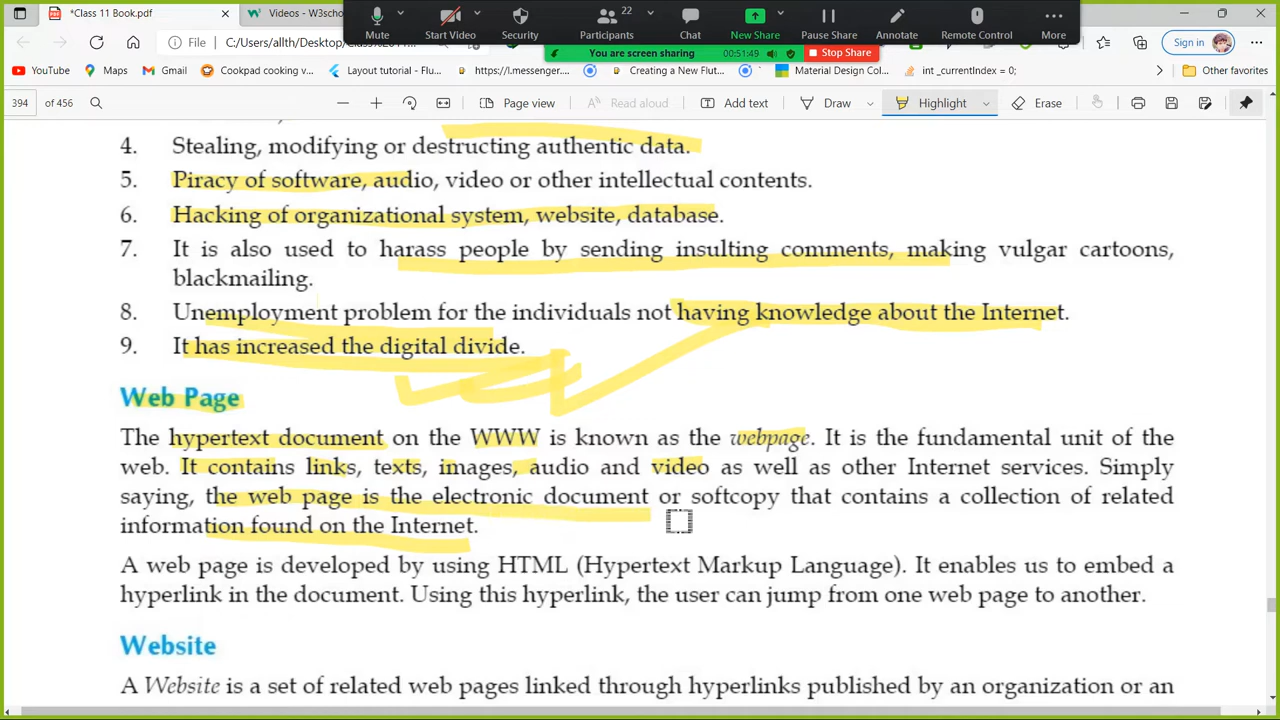 *Class 11 Book.pdf
Videos - W3scho
Mute
Start Video
Security
22
Participants
Chat
New Share
Pause Share
Annotate
Remote Control
More
You are screen sharing
00:51:49
Stop Share
File
C:/Users/allth/Desktop/
Sign in
YouTube
Maps
Gmail
Cookpad cooking v...
Layout tutorial - Flu...
https://l.messenger...
Creating a New Flut...
Material Design Col...
int _currentIndex = 0;
Other favorites
394 of 456
Page view
Read aloud
Add text
Draw
Highlight
Erase
4. Stealing, modifying or destructing authentic data.
5. Piracy of software, audio, video or other intellectual contents.
6. Hacking of organizational system, website, database.
7. It is also used to harass people by sending insulting comments, making vulgar cartoons,
blackmailing.
8. Unemployment problem for the individuals not having knowledge about the Internet.
9. It has increased the digital divide.
Web Page
The hypertext document on the WWW is known as the webpage. It is the fundamental unit of the
web. It contains links, texts, images, audio and video as well as other Internet services. Simply
saying, the web page is the electronic document or softcopy that contains a collection of related
information found on the Internet.
A web page is developed by using HTML (Hypertext Markup Language). It enables us to embed a
hyperlink in the document. Using this hyperlink, the user can jump from one web page to another.
Website
A Website is a set of related web pages linked through hyperlinks published by an organization or an